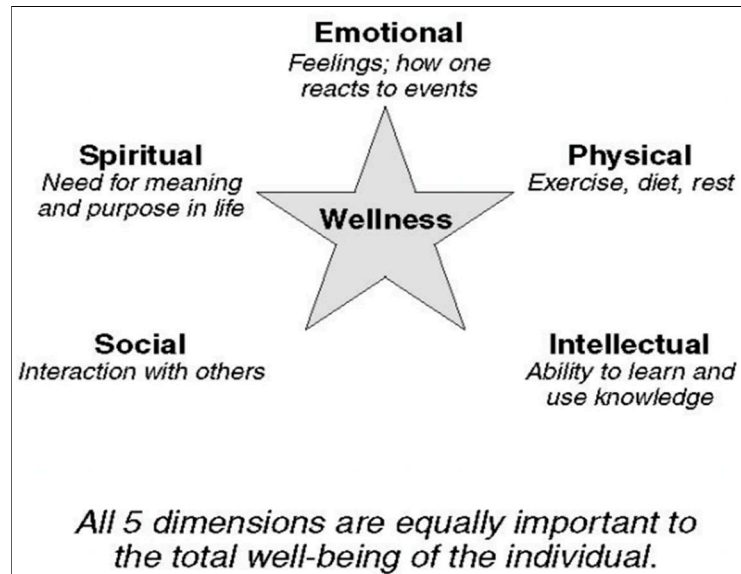 Emotional
Feelings; how one
reacts to events
Spiritual
Need for meaning
and purpose in life
Physical
Exercise, diet, rest
Wellness
Social
Interaction with others
Intellectual
Ability to learn and
use knowledge
All 5 dimensions are equally important to
the total well-being of the individual.